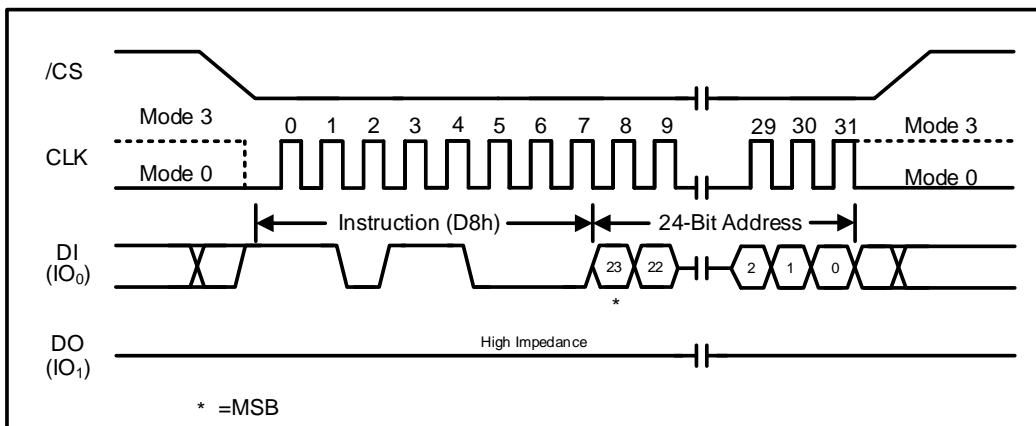 /CS
Mode 3 0 1 2 3 4 5 6 7 8 9 29 30 31 Mode 3
CLK
Mode 0 Mode 0
Instruction (D8h) 24-Bit Address
DI
(IO₀) 23 22 2 1 0
*
DO
(IO₁)
High Impedance
* =MSB